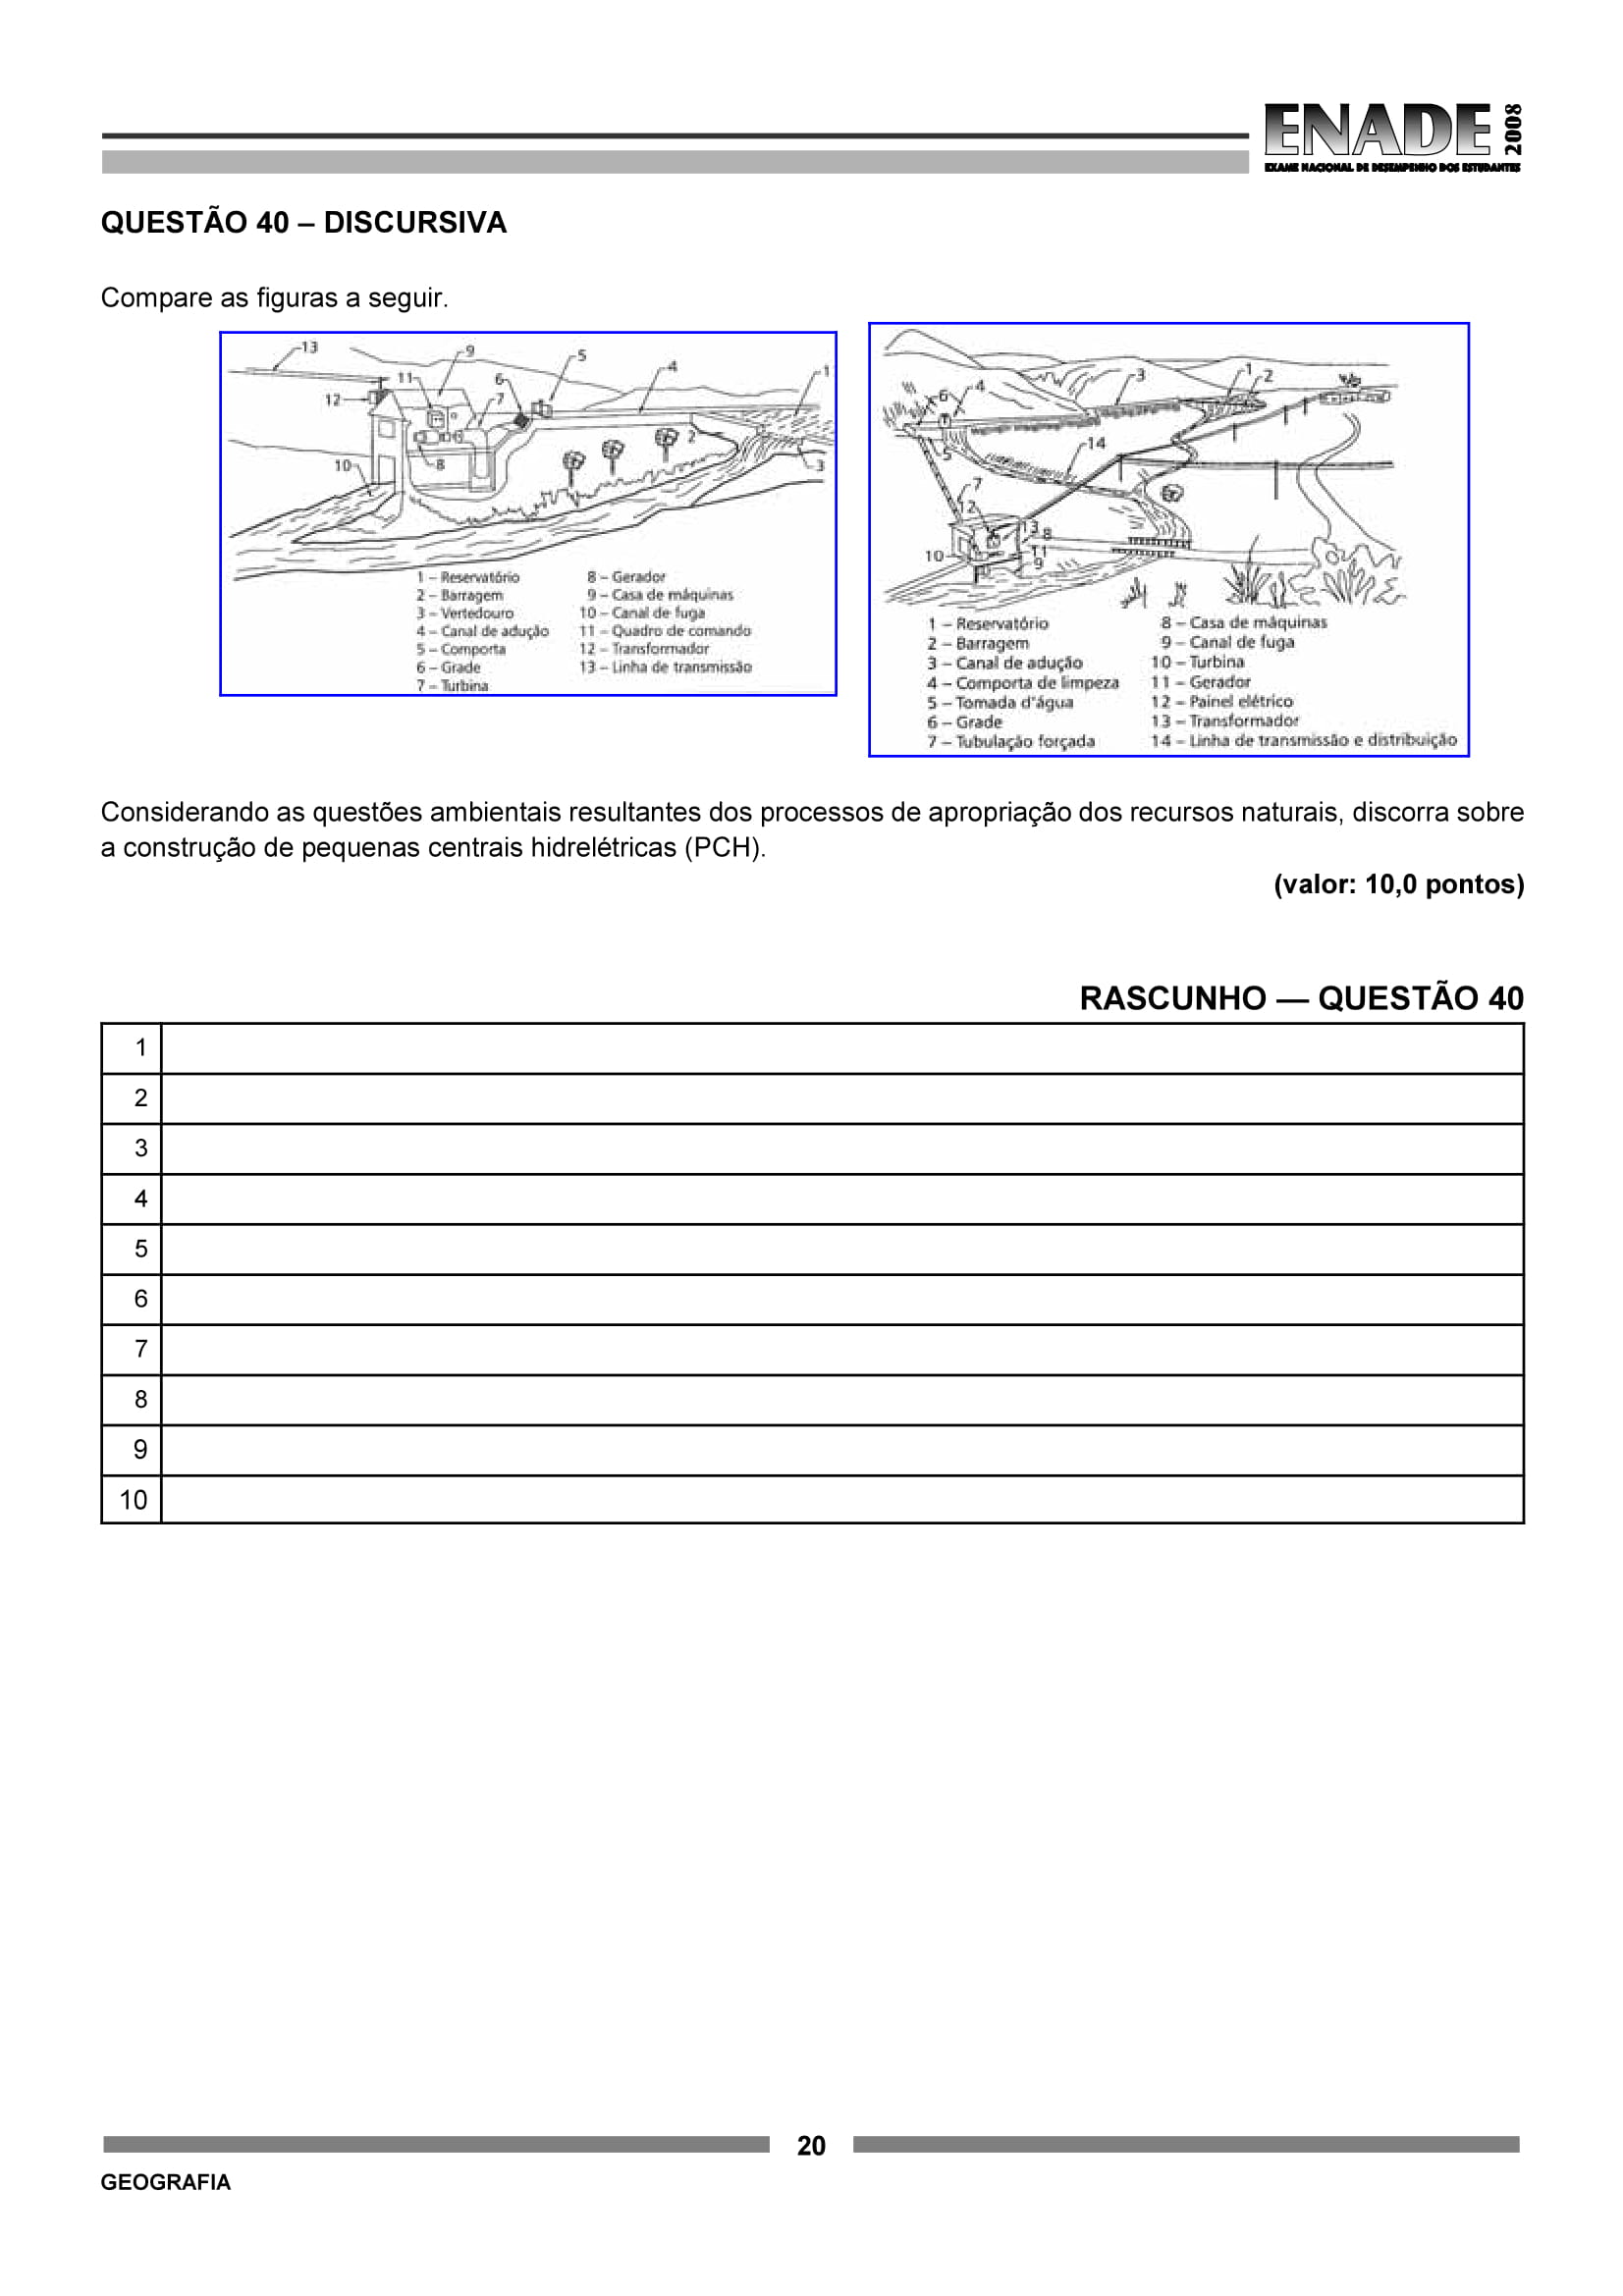 ENADE 2008
EXAME NACIONAL DE DESEMPENHO DOS ESTUDANTES
QUESTÃO 40 – DISCURSIVA
Compare as figuras a seguir.
13
9
5
4
1
11
6
7
12
2
10
8
3
1 – Reservatório
2 – Barragem
3 – Vertedouro
4 – Canal de adução
5 – Comporta
6 – Grade
7 – Turbina
8 – Gerador
9 – Casa de máquinas
10 – Canal de fuga
11 – Quadro de comando
12 – Transformador
13 – Linha de transmissão
6
4
3
1
2
14
5
7
12
13
8
10
11
9
1 – Reservatório
2 – Barragem
3 – Canal de adução
4 – Comporta de limpeza
5 – Tomada d'água
6 – Grade
7 – Tubulação forçada
8 – Casa de máquinas
9 – Canal de fuga
10 – Turbina
11 – Gerador
12 – Painel elétrico
13 – Transformador
14 – Linha de transmissão e distribuição
Considerando as questões ambientais resultantes dos processos de apropriação dos recursos naturais, discorra sobre
a construção de pequenas centrais hidrelétricas (PCH).
(valor: 10,0 pontos)
RASCUNHO — QUESTÃO 40
1
2
3
4
5
6
7
8
9
10
20
GEOGRAFIA